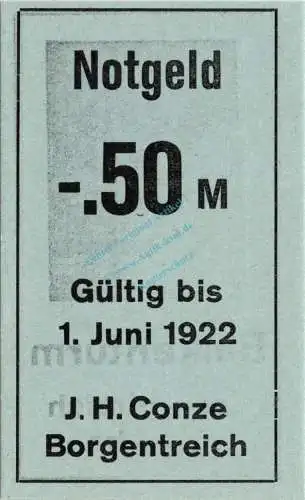 Notgeld
-.50 M
Gültig bis
1. Juni 1922
J. H. Conze
Borgentreich